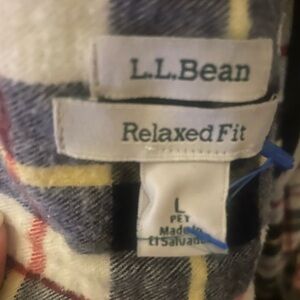 L.L.Bean
Relaxed Fit
L
PET
Made in
El Salvador